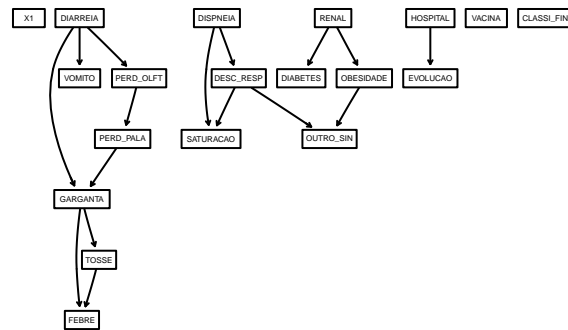 X1
DIARREIA
DISPNEIA
RENAL
HOSPITAL
VACINA
CLASSI_FIN
VOMITO
PERD_OLFT
DESC_RESP
DIABETES
OBESIDADE
EVOLUCAO
PERD_PALA
SATURACAO
OUTRO_SIN
GARGANTA
TOSSE
FEBRE